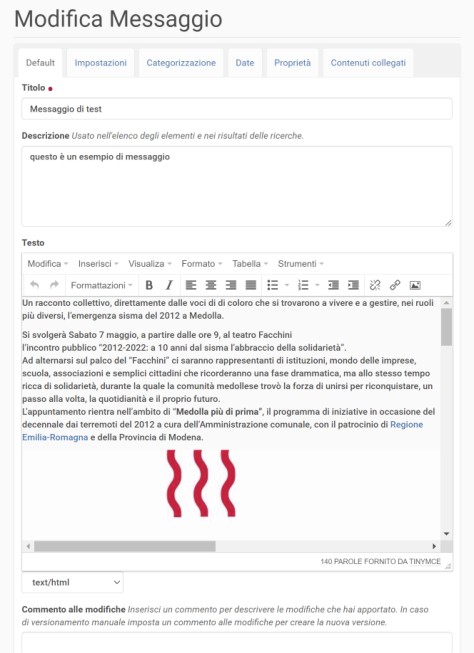 Modifica Messaggio
Default Impostazioni Categorizzazione Date Proprietà Contenuti collegati
Titolo
Messaggio di test
Descrizione Usato nell'elenco degli elementi e nei risultati delle ricerche.
questo è un esempio di messaggio
Testo
Modifica Inserisci Visualizza Formato Tabella Strumenti
Formattazioni B I
Un racconto collettivo, direttamente dalle voci di di coloro che si trovarono a vivere e a gestire, nei ruoli
più diversi, l'emergenza sisma del 2012 a Medolla.
Si svolgerà Sabato 7 maggio, a partire dalle ore 9, al teatro Facchini
l'incontro pubblico "2012-2022: a 10 anni dal sisma l'abbraccio della solidarietà".
Ad alternarsi sul palco del "Facchini" ci saranno rappresentanti di istituzioni, mondo delle imprese,
scuola, associazioni e semplici cittadini che ricorderanno una fase drammatica, ma allo stesso tempo
ricca di solidarietà, durante la quale la comunità medollese trovò la forza di unirsi per riconquistare, un
passo alla volta, la quotidianità e il proprio futuro.
L'appuntamento rientra nell'ambito di "Medolla più di prima", il programma di iniziative in occasione del
decennale dai terremoti del 2012 a cura dell'Amministrazione comunale, con il patrocinio di Regione
Emilia-Romagna e della Provincia di Modena.
140 PAROLE FORNITO DA TINYMCE
text/html
Commento alle modifiche Inserisci un commento per descrivere le modifiche che hai apportato. In caso
di versionamento manuale imposta un commento alle modifiche per creare la nuova versione.